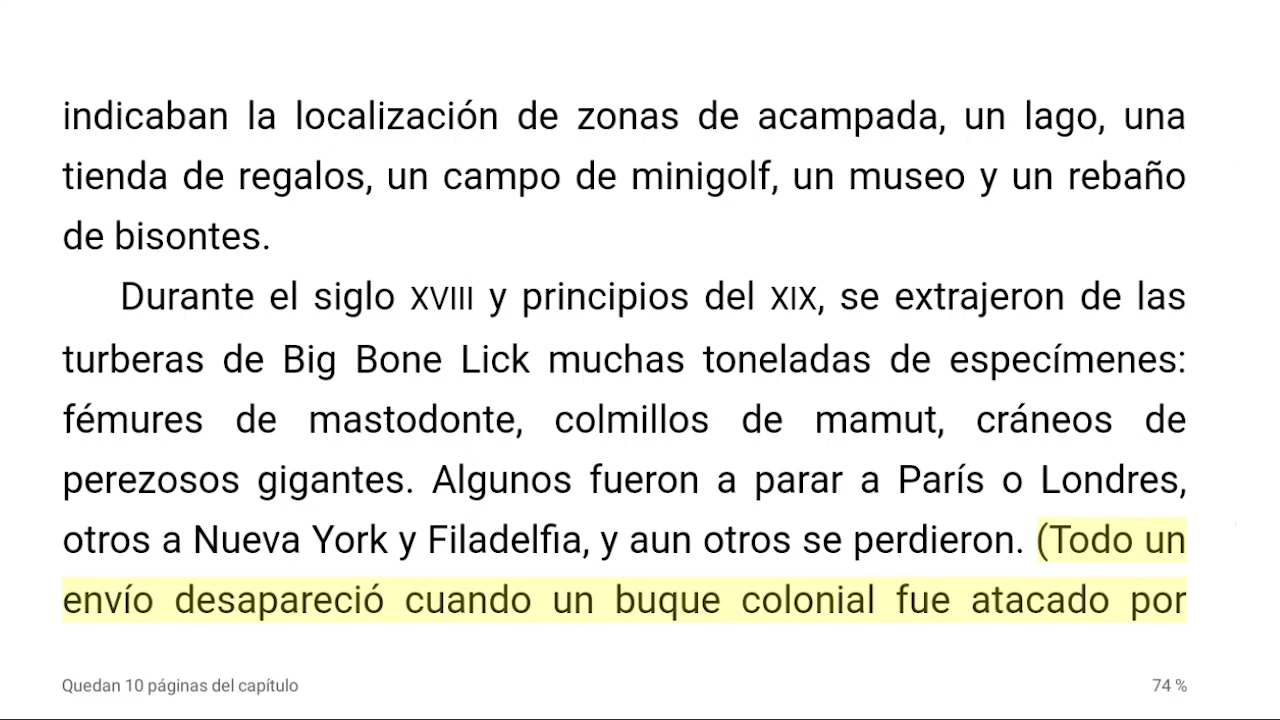 indicaban la localización de zonas de acampada, un lago, una
tienda de regalos, un campo de minigolf, un museo y un rebaño
de bisontes.
Durante el siglo XVIII y principios del XIX, se extrajeron de las
turberas de Big Bone Lick muchas toneladas de especímenes:
fémures de mastodonte, colmillos de mamut, cráneos de
perezosos gigantes. Algunos fueron a parar a París o Londres,
otros a Nueva York y Filadelfia, y aun otros se perdieron. (Todo un
envío desapareció cuando un buque colonial fue atacado por
Quedan 10 páginas del capítulo
74 %